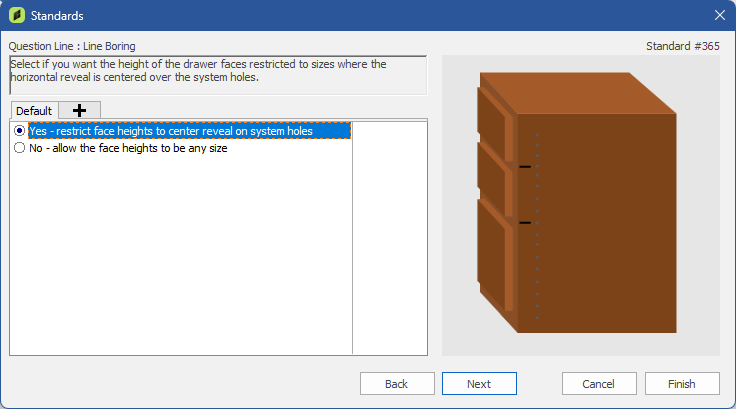 Standards
Question Line : Line Boring
Standard #365
Select if you want the height of the drawer faces restricted to sizes where the
horizontal reveal is centered over the system holes.
Default
Yes - restrict face heights to center reveal on system holes
No - allow the face heights to be any size
Back
Next
Cancel
Finish